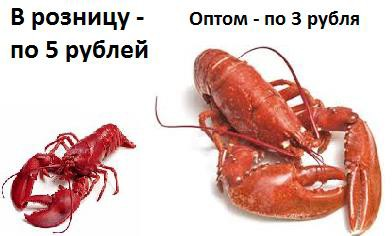 В розницу -
по 5 рублей
Оптом - по 3 рубля